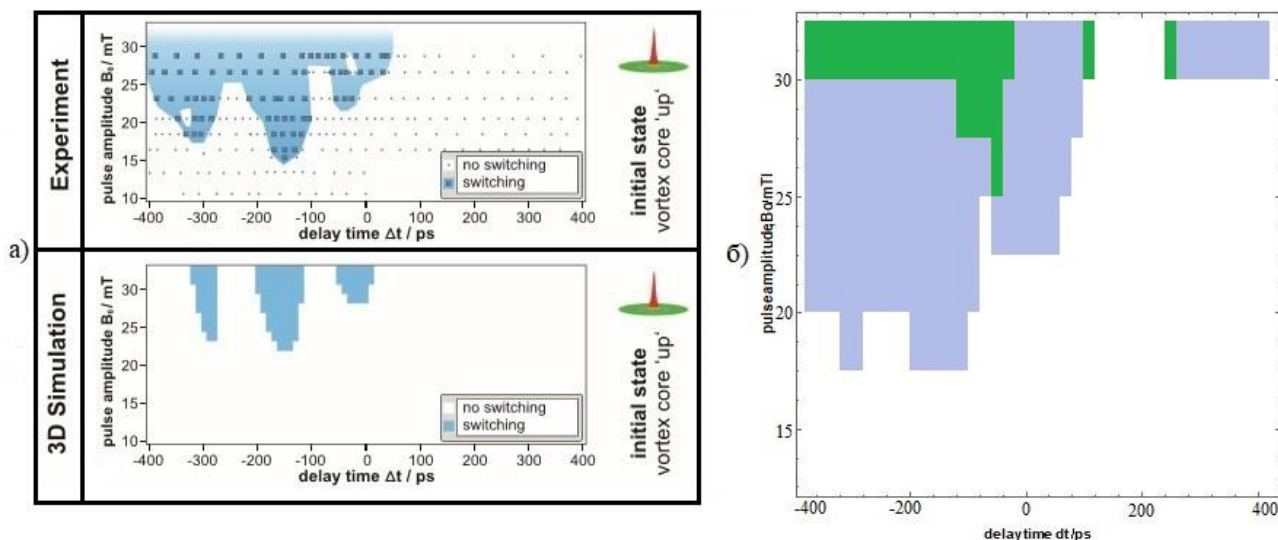 а)
Experiment
pulse amplitude B₀/ mT
30
25
20
15
10
-400 -300 -200 -100 0 100 200 300 400
delay time Δt / ps
no switching
switching
initial state
vortex core 'up'
3D Simulation
pulse amplitude B₀/ mT
30
25
20
15
10
-400 -300 -200 -100 0 100 200 300 400
delay time Δt / ps
no switching
switching
initial state
vortex core 'up'
б)
30
25
20
15
-400 -200 0 200 400
delaytime dt/ps